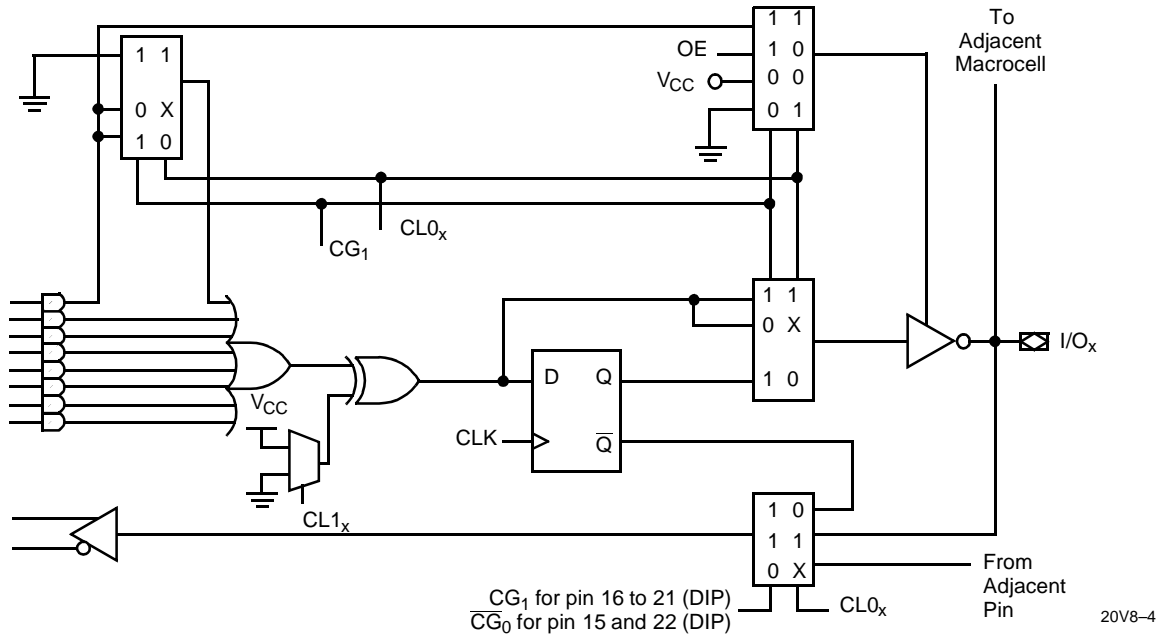 To
Adjacent
Macrocell
1 1
1 0
0 0
0 1
OE
V_CC
1 1
0 X
1 0
CL0_x
CG_1
1 1
0 X
1 0
I/O_x
D Q
CLK Q̅
V_CC
CL1_x
1 0
1 1
0 X
From
Adjacent
Pin
CG_1 for pin 16 to 21 (DIP)
C̅G̅_0 for pin 15 and 22 (DIP)
CL0_x
20V8–4